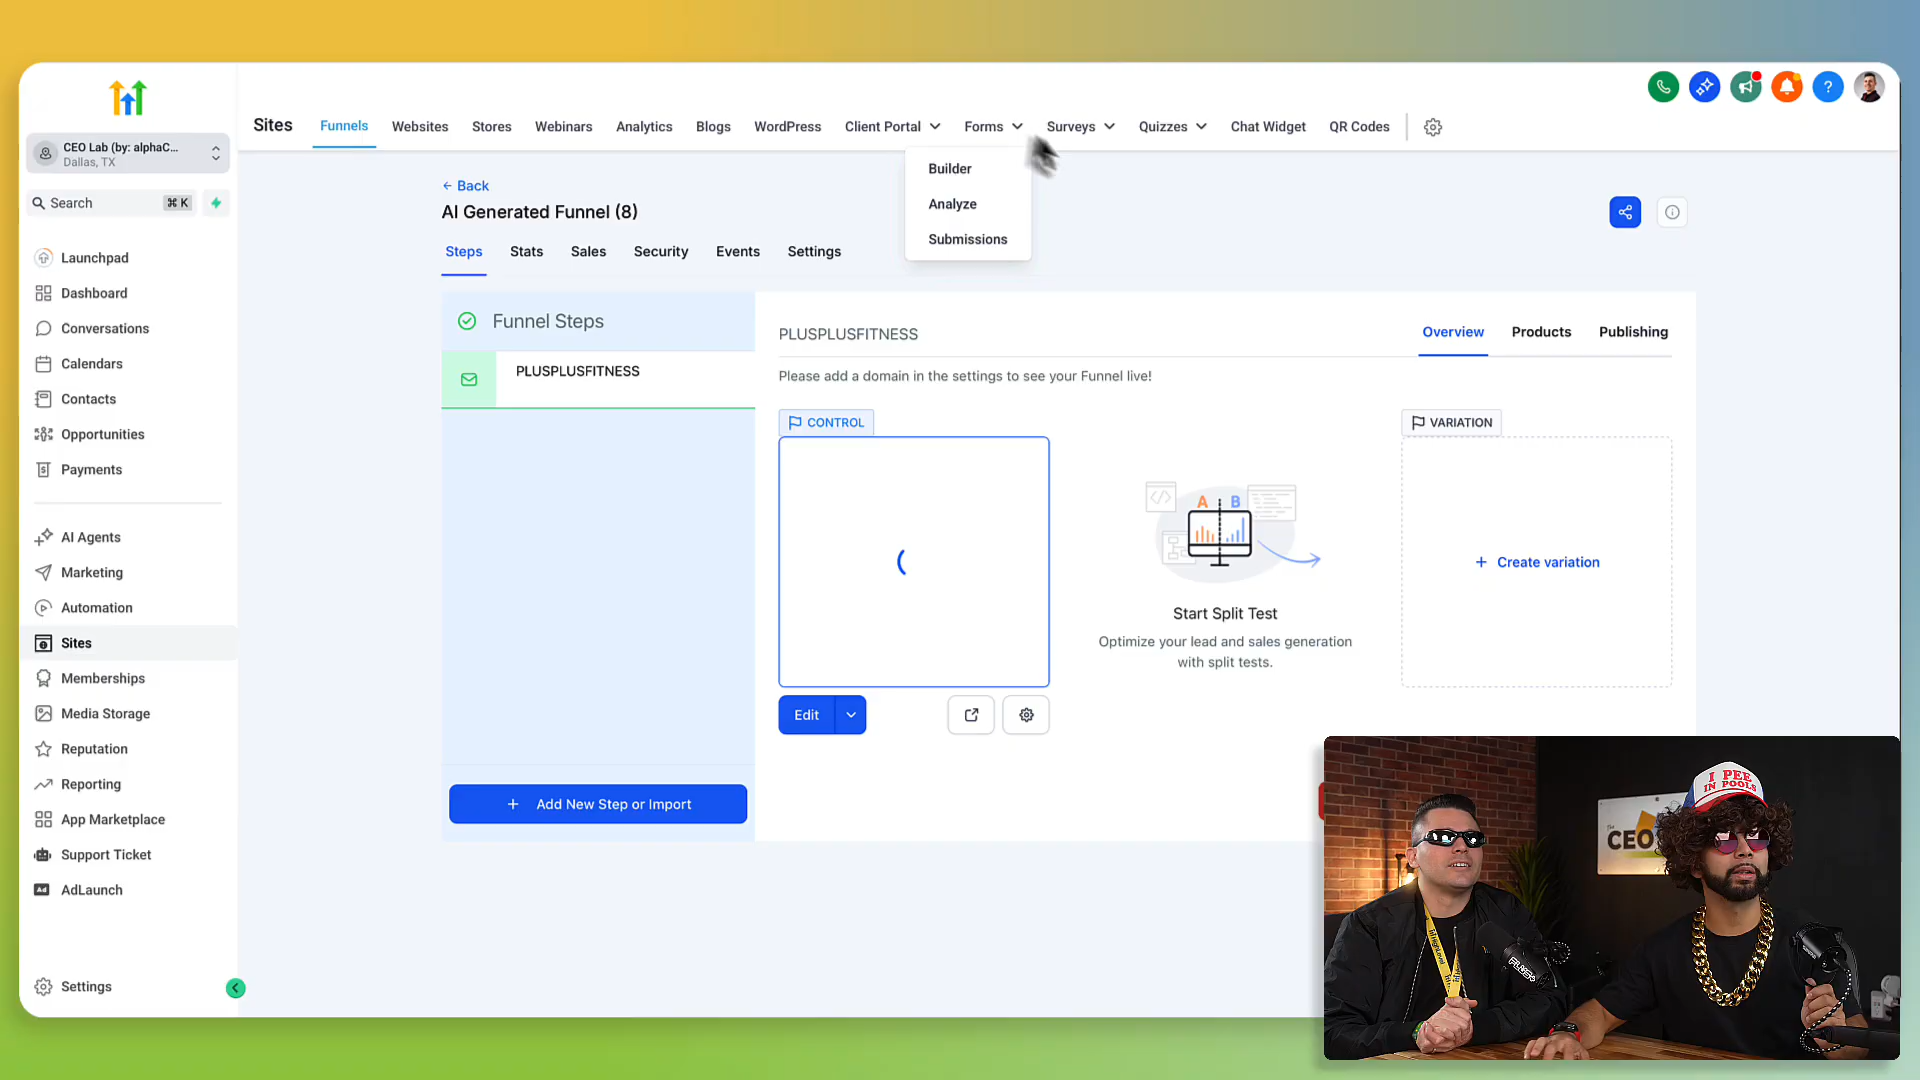 CEO Lab (by: alphaC...
Dallas, TX
Search
⌘ K
Launchpad
Dashboard
Conversations
Calendars
Contacts
Opportunities
Payments
AI Agents
Marketing
Automation
Sites
Memberships
Media Storage
Reputation
Reporting
App Marketplace
Support Ticket
AdLaunch
Settings
Sites
Funnels
Websites
Stores
Webinars
Analytics
Blogs
WordPress
Client Portal
Forms
Surveys
Quizzes
Chat Widget
QR Codes
Builder
Analyze
Submissions
← Back
AI Generated Funnel (8)
Steps
Stats
Sales
Security
Events
Settings
Funnel Steps
PLUSPLUSFITNESS
+ Add New Step or Import
PLUSPLUSFITNESS
Overview
Products
Publishing
Please add a domain in the settings to see your Funnel live!
CONTROL
Edit
A B
Start Split Test
Optimize your lead and sales generation
with split tests.
VARIATION
+ Create variation
I PEE
IN POOLS
The
CEO
HighLevel